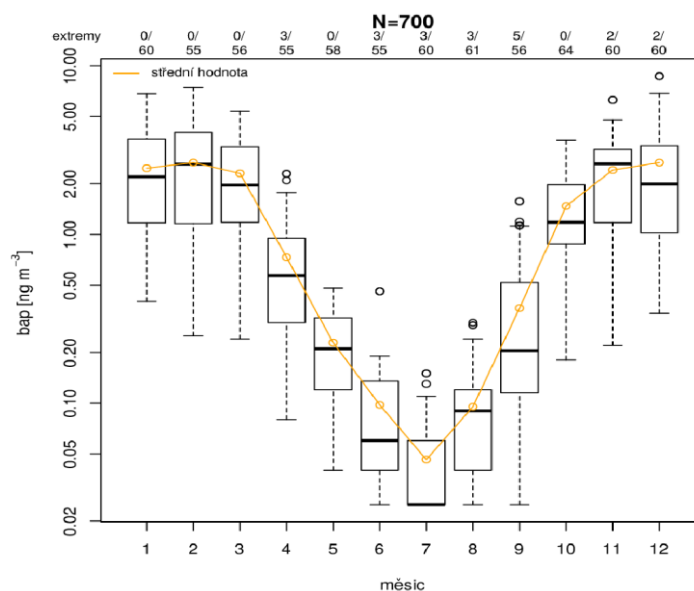 N=700
extremy 0/ 0/ 0/ 3/ 0/ 3/ 3/ 3/ 5/ 0/ 2/ 2/
60 55 56 55 58 55 60 61 56 64 60 60
střední hodnota
10.00
5.00
2.00
1.00
0.50
0.20
0.10
0.05
0.02
bap [ng m⁻³]
1 2 3 4 5 6 7 8 9 10 11 12
měsic